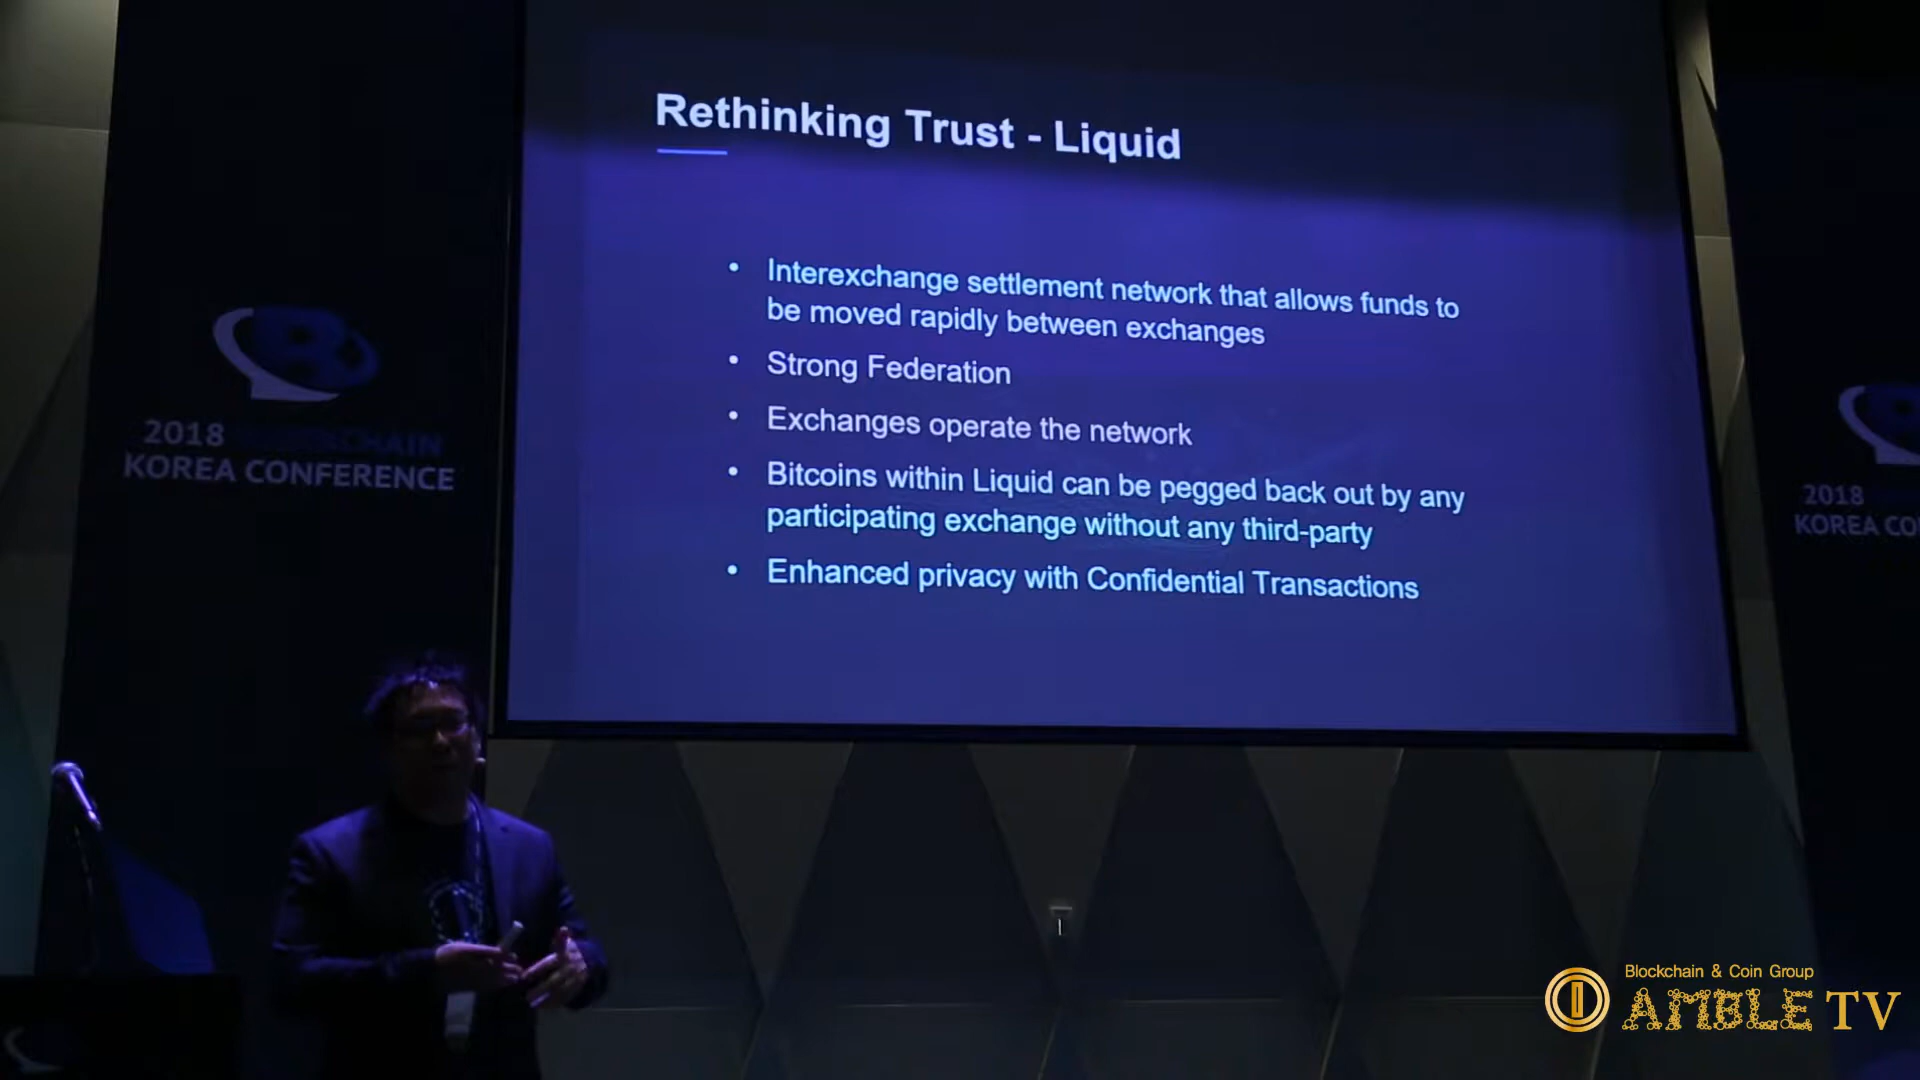 Rethinking Trust - Liquid
• Interexchange settlement network that allows funds to
be moved rapidly between exchanges
• Strong Federation
• Exchanges operate the network
• Bitcoins within Liquid can be pegged back out by any
participating exchange without any third-party
• Enhanced privacy with Confidential Transactions
2018 BLOCKCHAIN
KOREA CONFERENCE
2018
KOREA CO
Blockchain & Coin Group
AMBLE TV